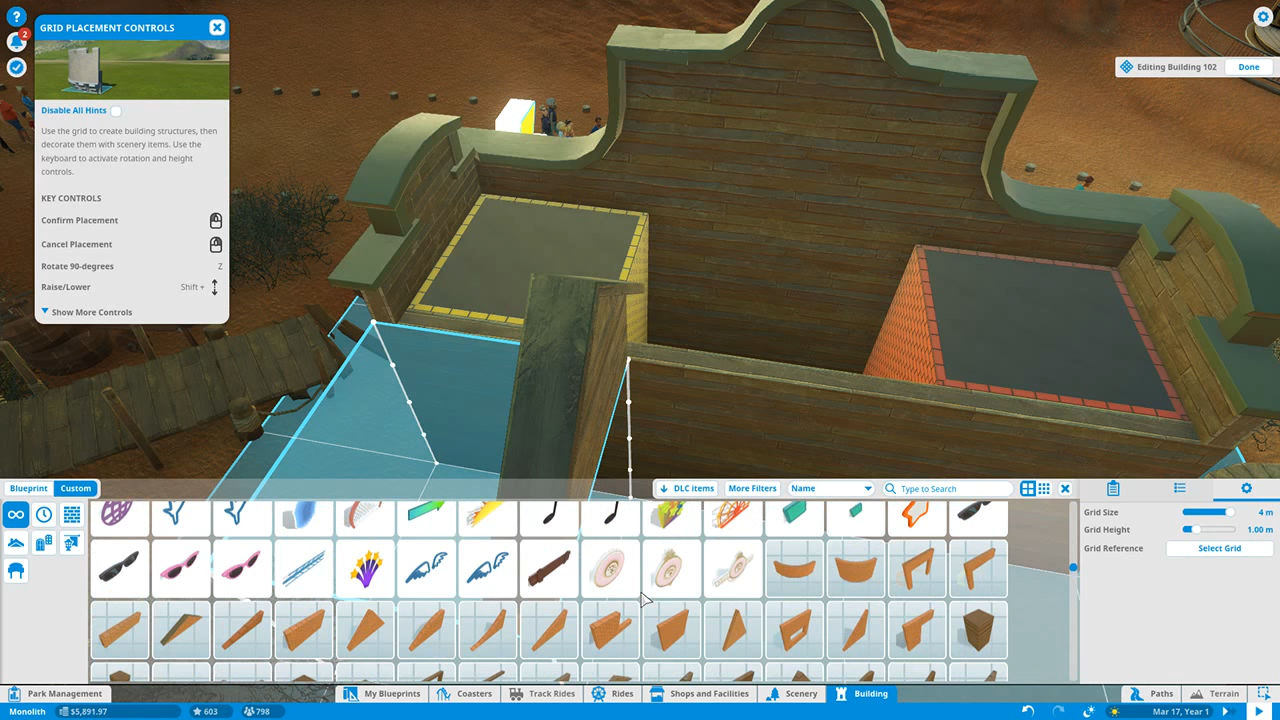 ?
2
GRID PLACEMENT CONTROLS
Disable All Hints
Use the grid to create building structures, then
decorate them with scenery items. Use the
keyboard to activate rotation and height
controls.
KEY CONTROLS
Confirm Placement
Cancel Placement
Rotate 90-degrees Z
Raise/Lower Shift +
Show More Controls
Editing Building 102 Done
Blueprint Custom
DLC items More Filters Name Type to Search
Grid Size 4 m
Grid Height 1.00 m
Grid Reference Select Grid
Park Management My Blueprints Coasters Track Rides Rides Shops and Facilities Scenery Building Paths Terrain
Monolith $5,891.97 603 798 Mar 17, Year 1